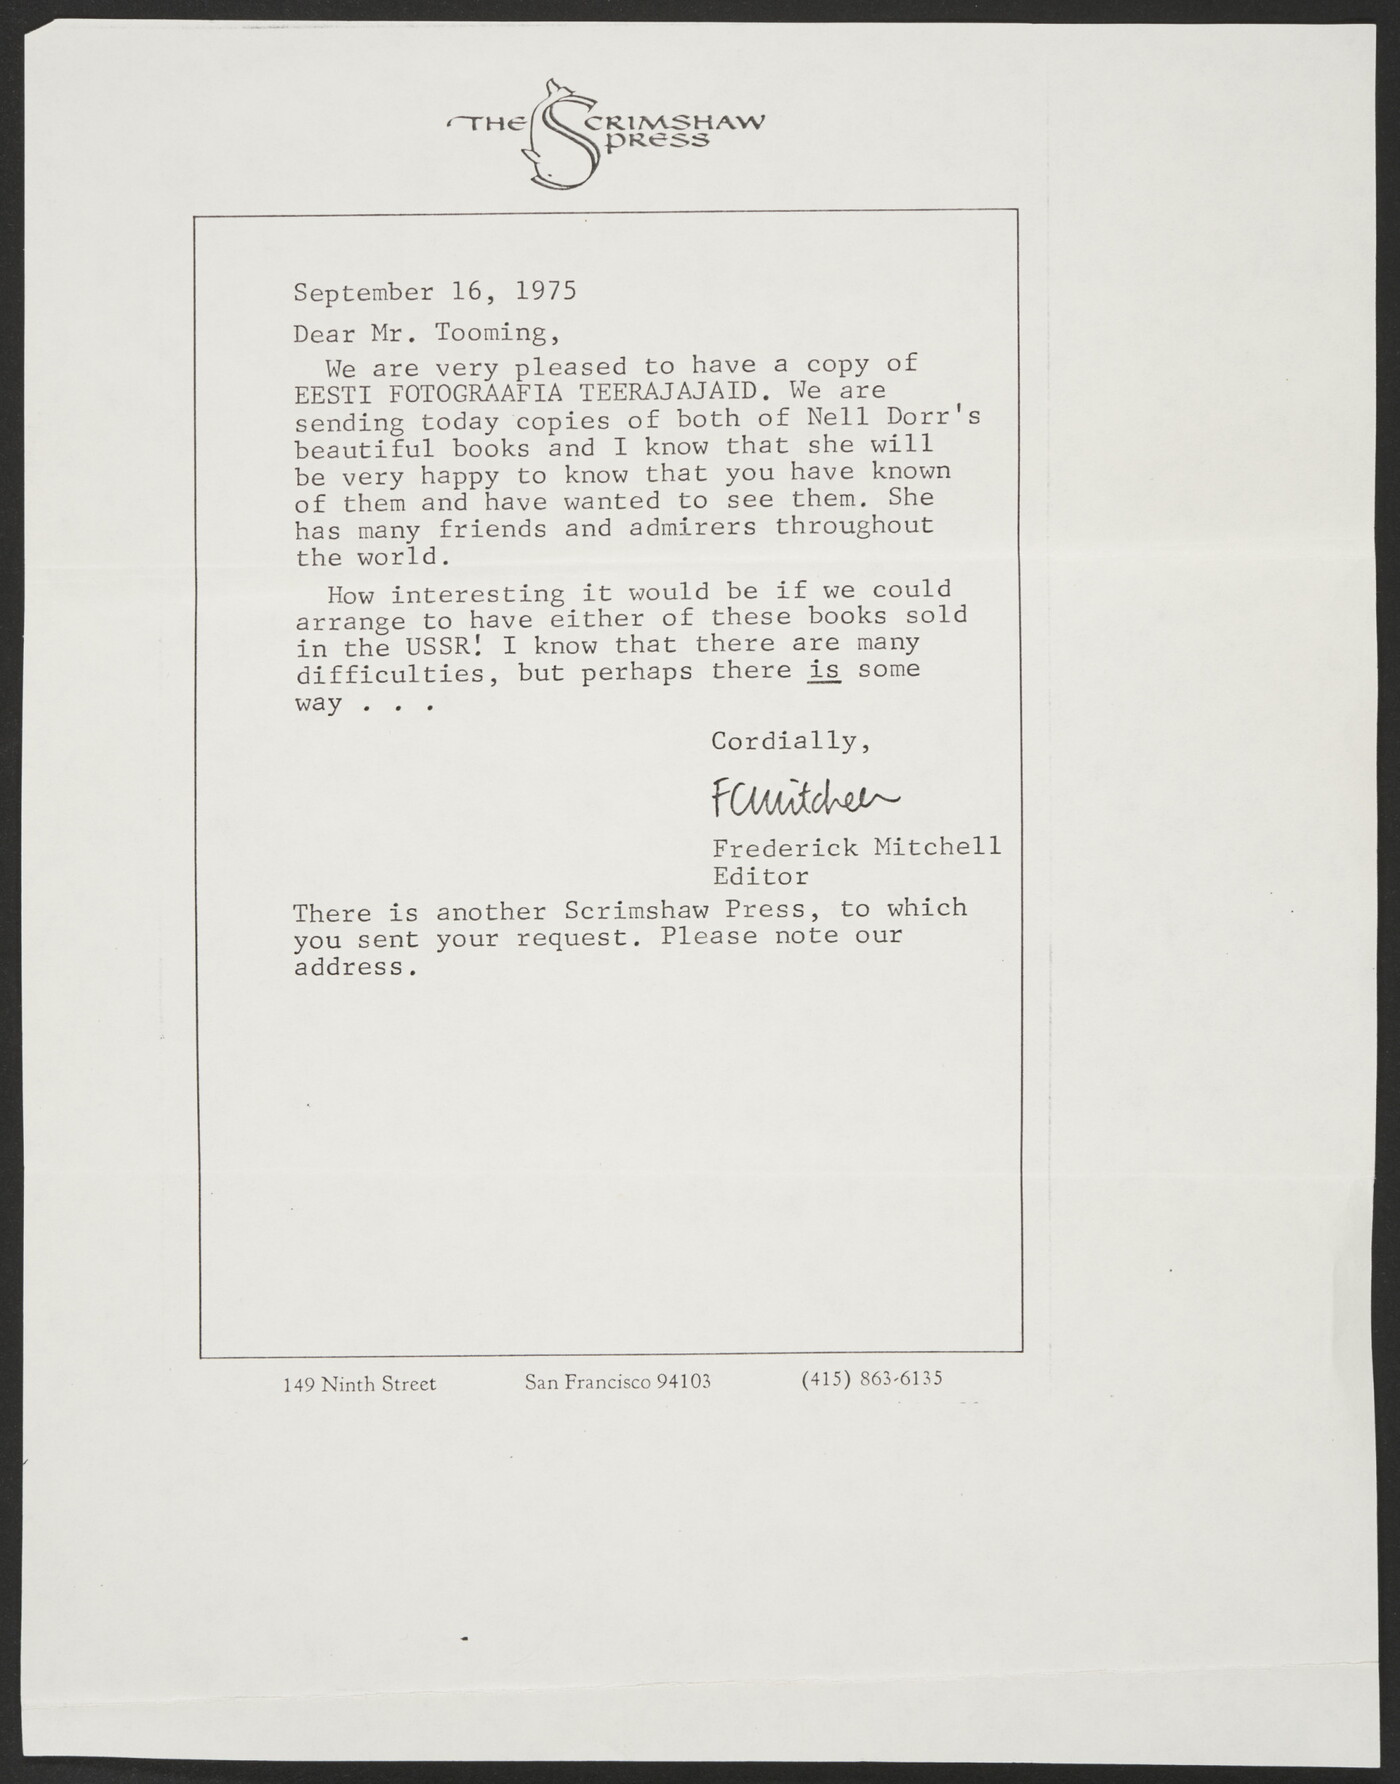 THE SCRIMSHAW
PRESS
September 16, 1975
Dear Mr. Tooming,
We are very pleased to have a copy of
EESTI FOTOGRAAFIA TEERAJAJAID. We are
sending today copies of both of Nell Dorr's
beautiful books and I know that she will
be very happy to know that you have known
of them and have wanted to see them. She
has many friends and admirers throughout
the world.
How interesting it would be if we could
arrange to have either of these books sold
in the USSR! I know that there are many
difficulties, but perhaps there is some
way . . .
Cordially,
FCMitchell
Frederick Mitchell
Editor
There is another Scrimshaw Press, to which
you sent your request. Please note our
address.
149 Ninth Street San Francisco 94103 (415) 863-6135